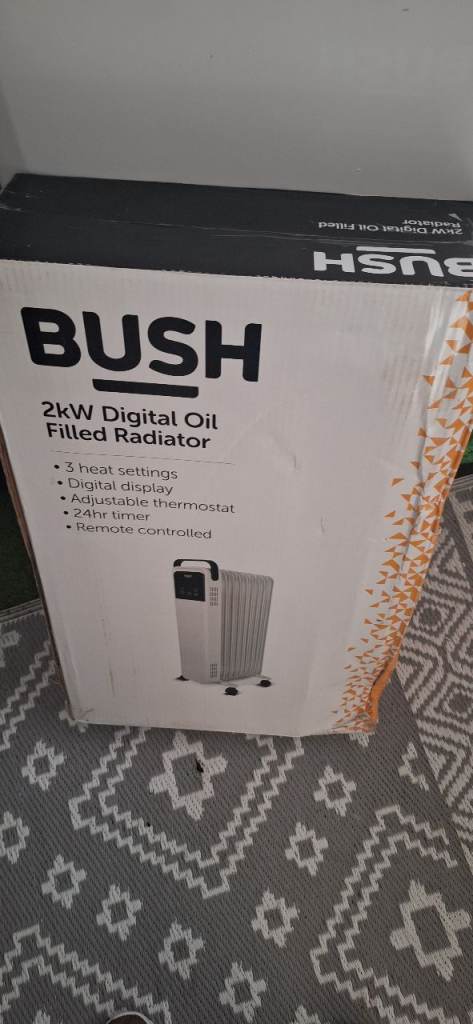 2kW Digital Oil Filled
Radiator
BUSH
BUSH
2kW Digital Oil
Filled Radiator
• 3 heat settings
• Digital display
• Adjustable thermostat
• 24hr timer
• Remote controlled